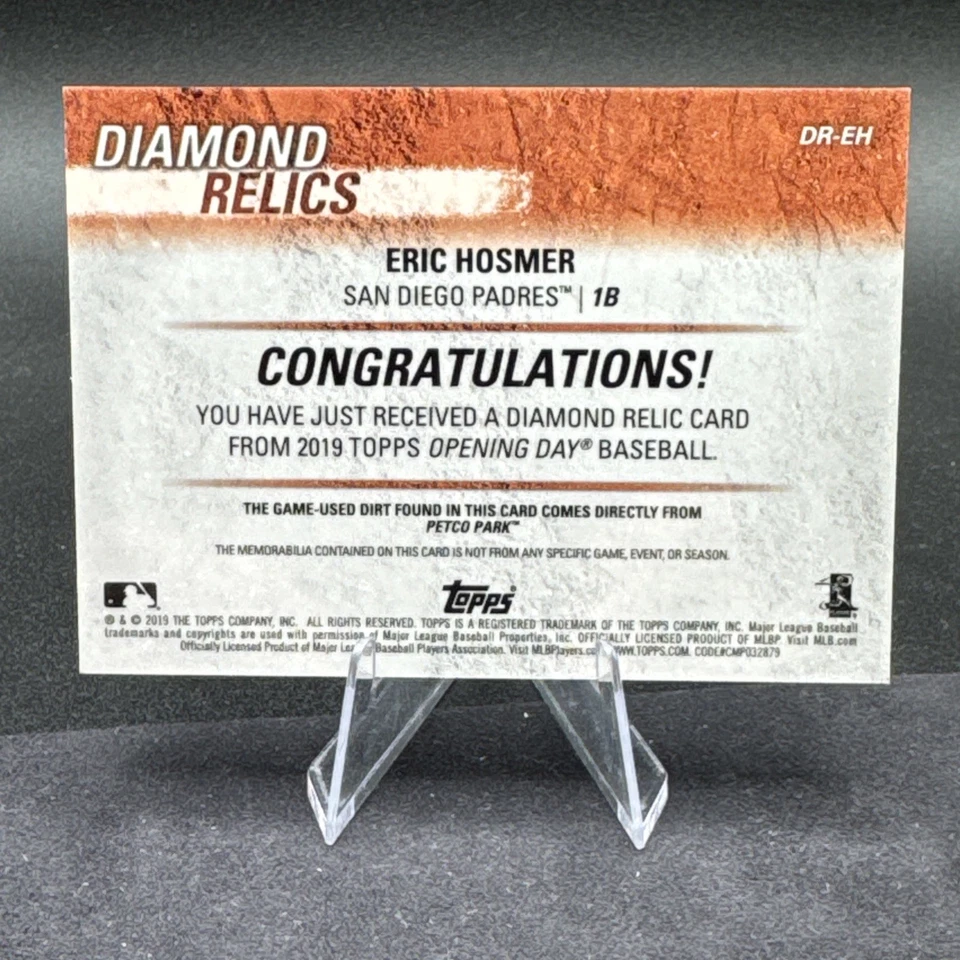 DIAMOND
RELICS
DR-EH
ERIC HOSMER
SAN DIEGO PADRES™ | 1B
CONGRATULATIONS!
YOU HAVE JUST RECEIVED A DIAMOND RELIC CARD
FROM 2019 TOPPS OPENING DAY® BASEBALL.
THE GAME-USED DIRT FOUND IN THIS CARD COMES DIRECTLY FROM
PETCO PARK™
THE MEMORABILIA CONTAINED ON THIS CARD IS NOT FROM ANY SPECIFIC GAME, EVENT, OR SEASON.
Topps®
® & © 2019 THE TOPPS COMPANY, INC. ALL RIGHTS RESERVED. TOPPS IS A REGISTERED TRADEMARK OF THE TOPPS COMPANY, INC. Major League Baseball
trademarks and copyrights are used with permission of Major League Baseball Properties, Inc. OFFICIALLY LICENSED PRODUCT OF MLBP. Visit MLB.com
Officially Licensed Product of Major League Baseball Players Association. Visit MLBPlayers.co WWW.TOPPS.COM. CODE#CMP032879